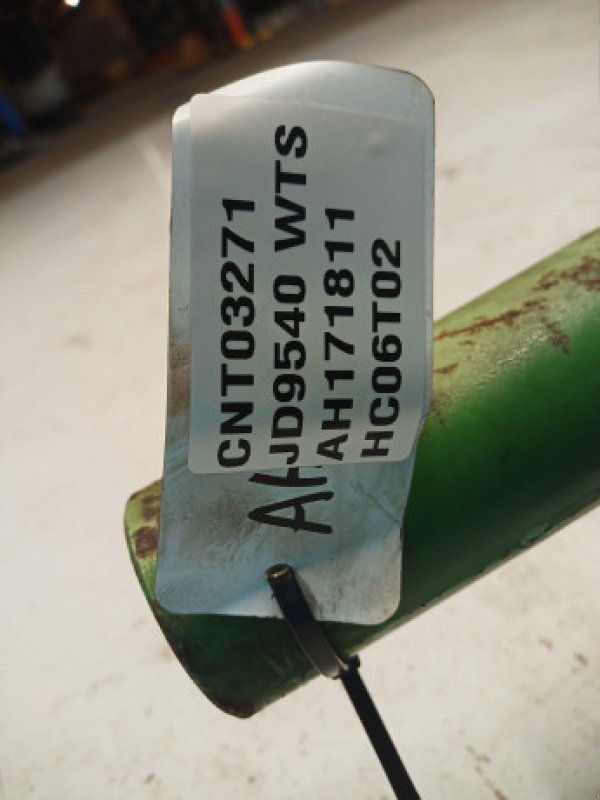 CNT03271
JD9540 WTS
AH171811
HC06T02
AH